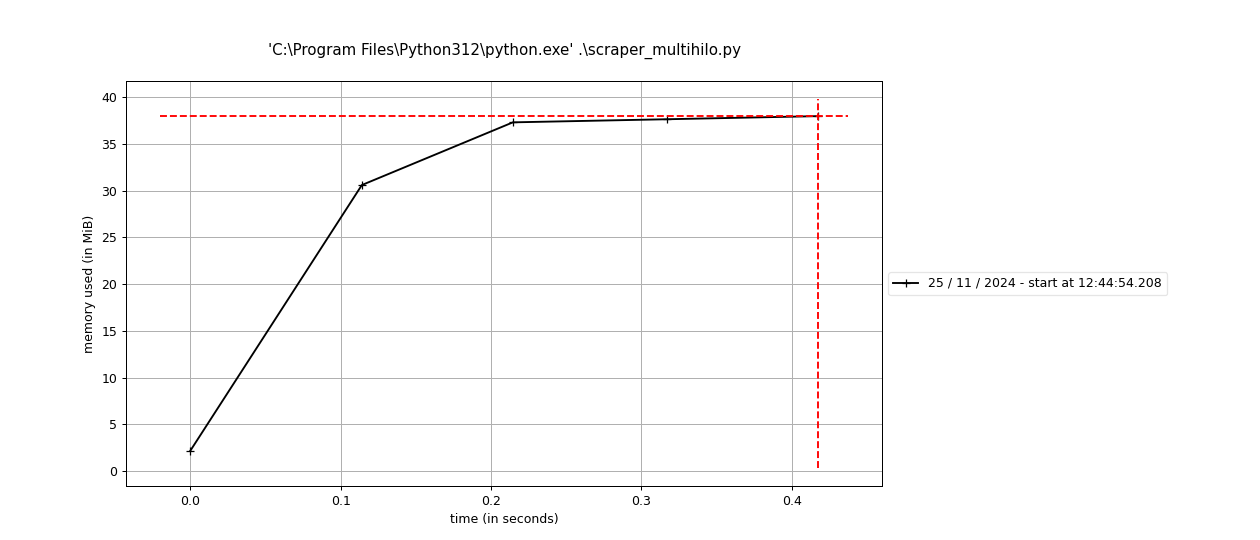 'C:\Program Files\Python312\python.exe' .\scraper_multihilo.py
40
35
30
25
20
15
10
5
0
memory used (in MiB)
0.0 0.1 0.2 0.3 0.4
time (in seconds)
25 / 11 / 2024 - start at 12:44:54.208